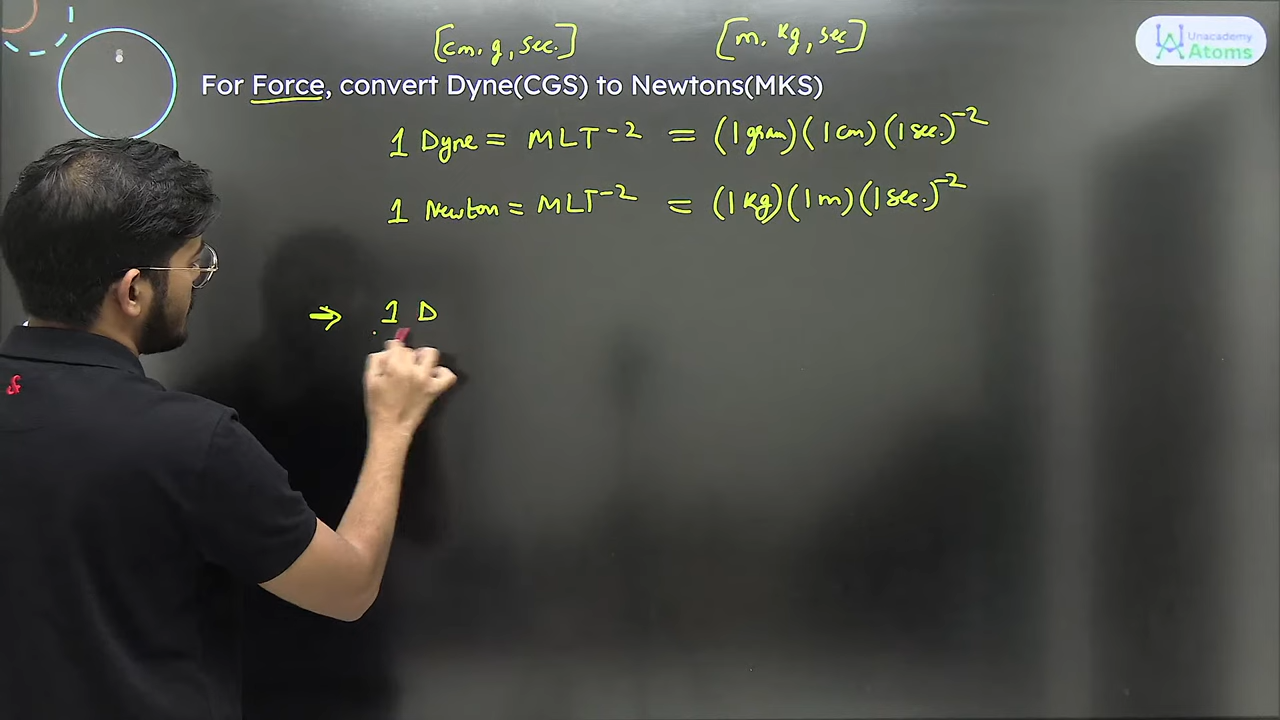 [cm. g, sec.] [m. kg, sec]
Unacademy
Atoms
For Force, convert Dyne(CGS) to Newtons(MKS)
1 Dyne = MLT-2 = (1 gram)(1 cm)(1 sec.)-2
1 Newton = MLT-2 = (1 kg)(1 m)(1 sec.)-2
⇒ 1 D